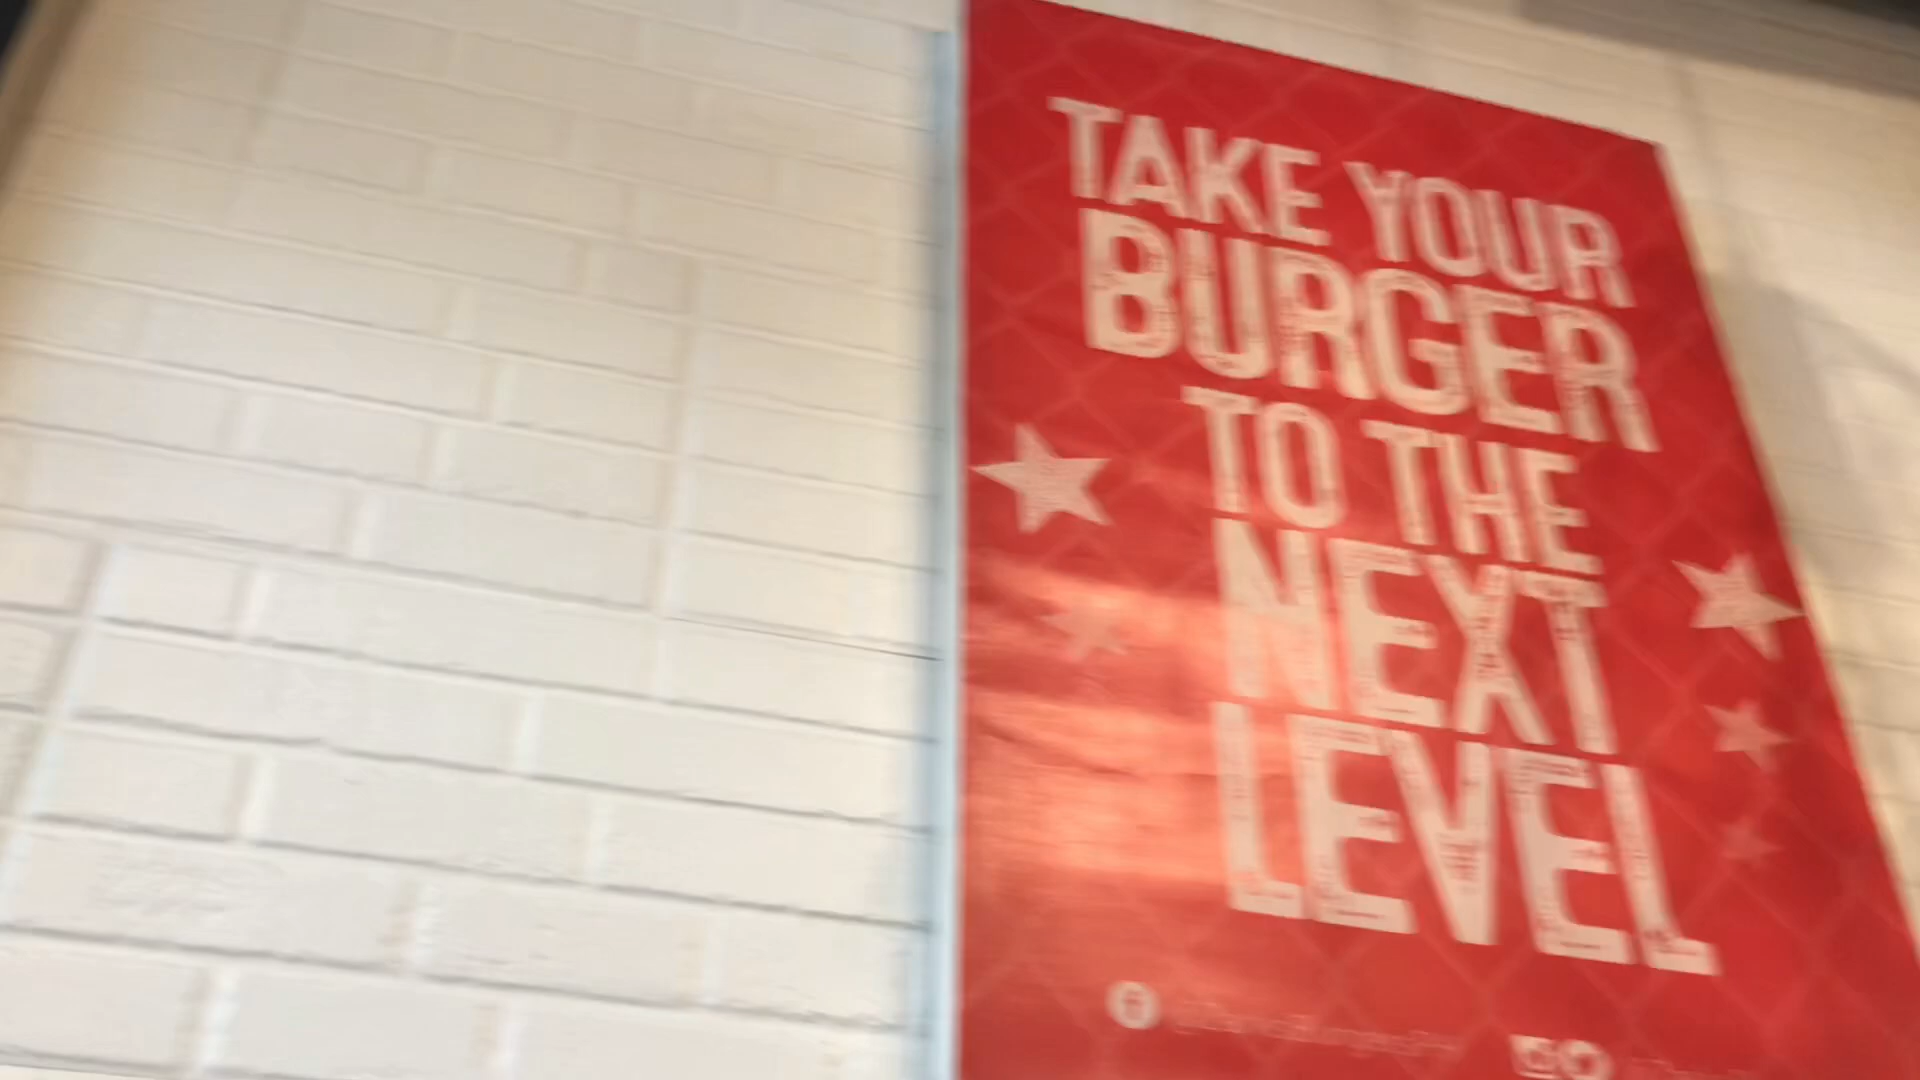 TAKE YOUR
BURGER
TO THE
NEXT
LEVEL